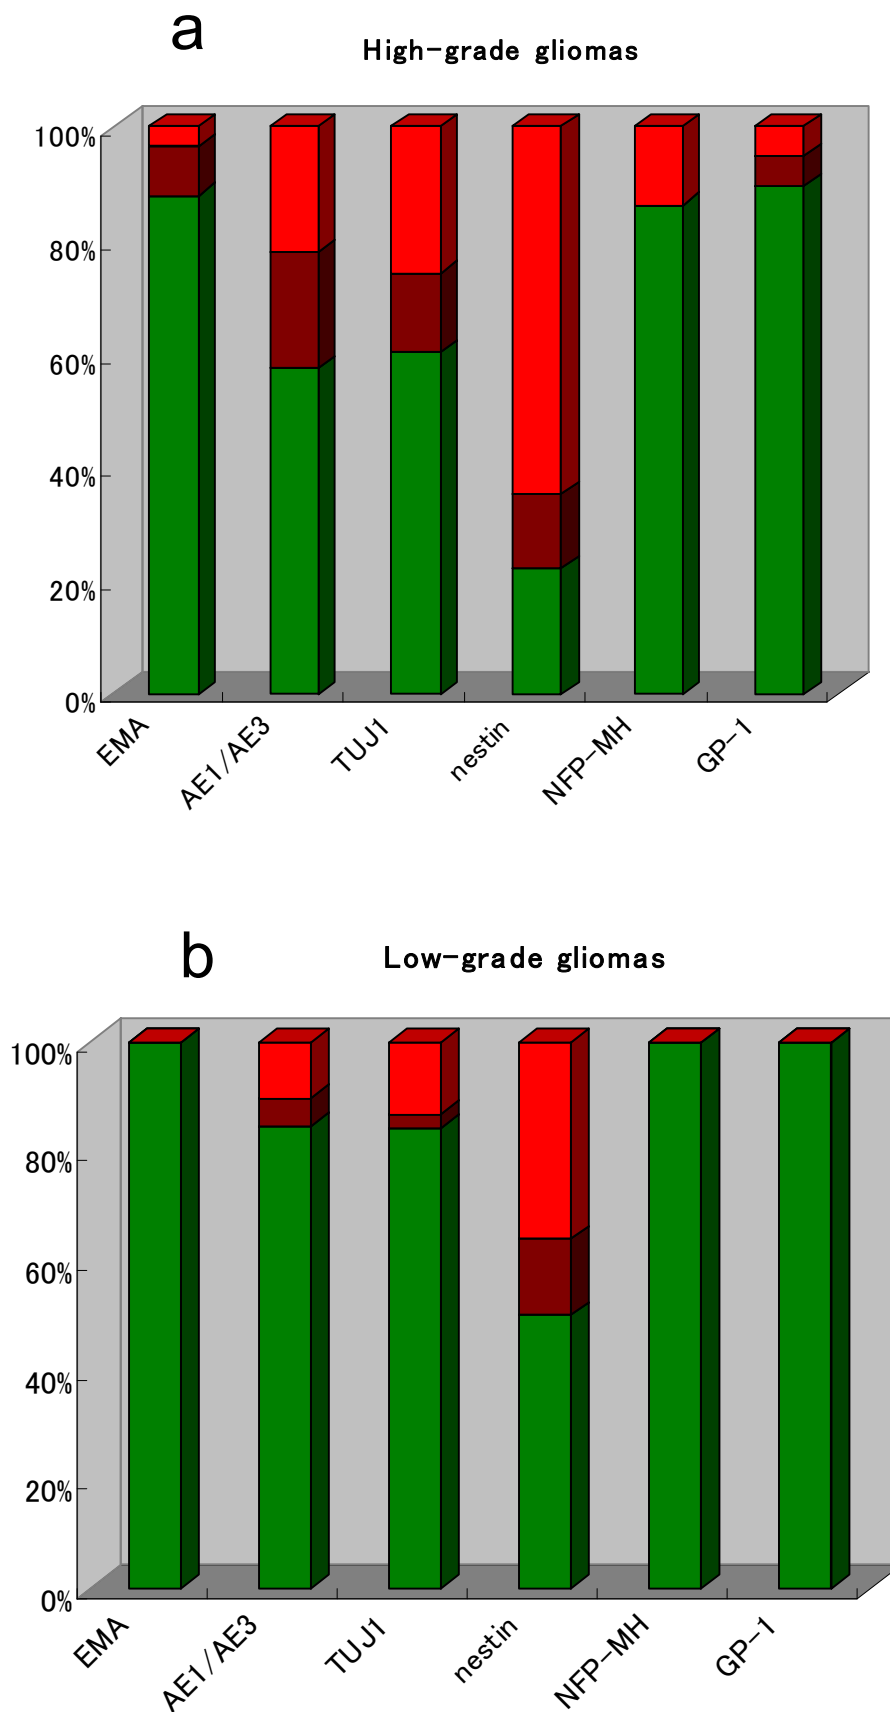 a
High-grade gliomas
100%
80%
60%
40%
20%
0%
EMA
AE1/AE3
TUJ1
nestin
NFP-MH
GP-1
b
Low-grade gliomas
100%
80%
60%
40%
20%
0%
EMA
AE1/AE3
TUJ1
nestin
NFP-MH
GP-1